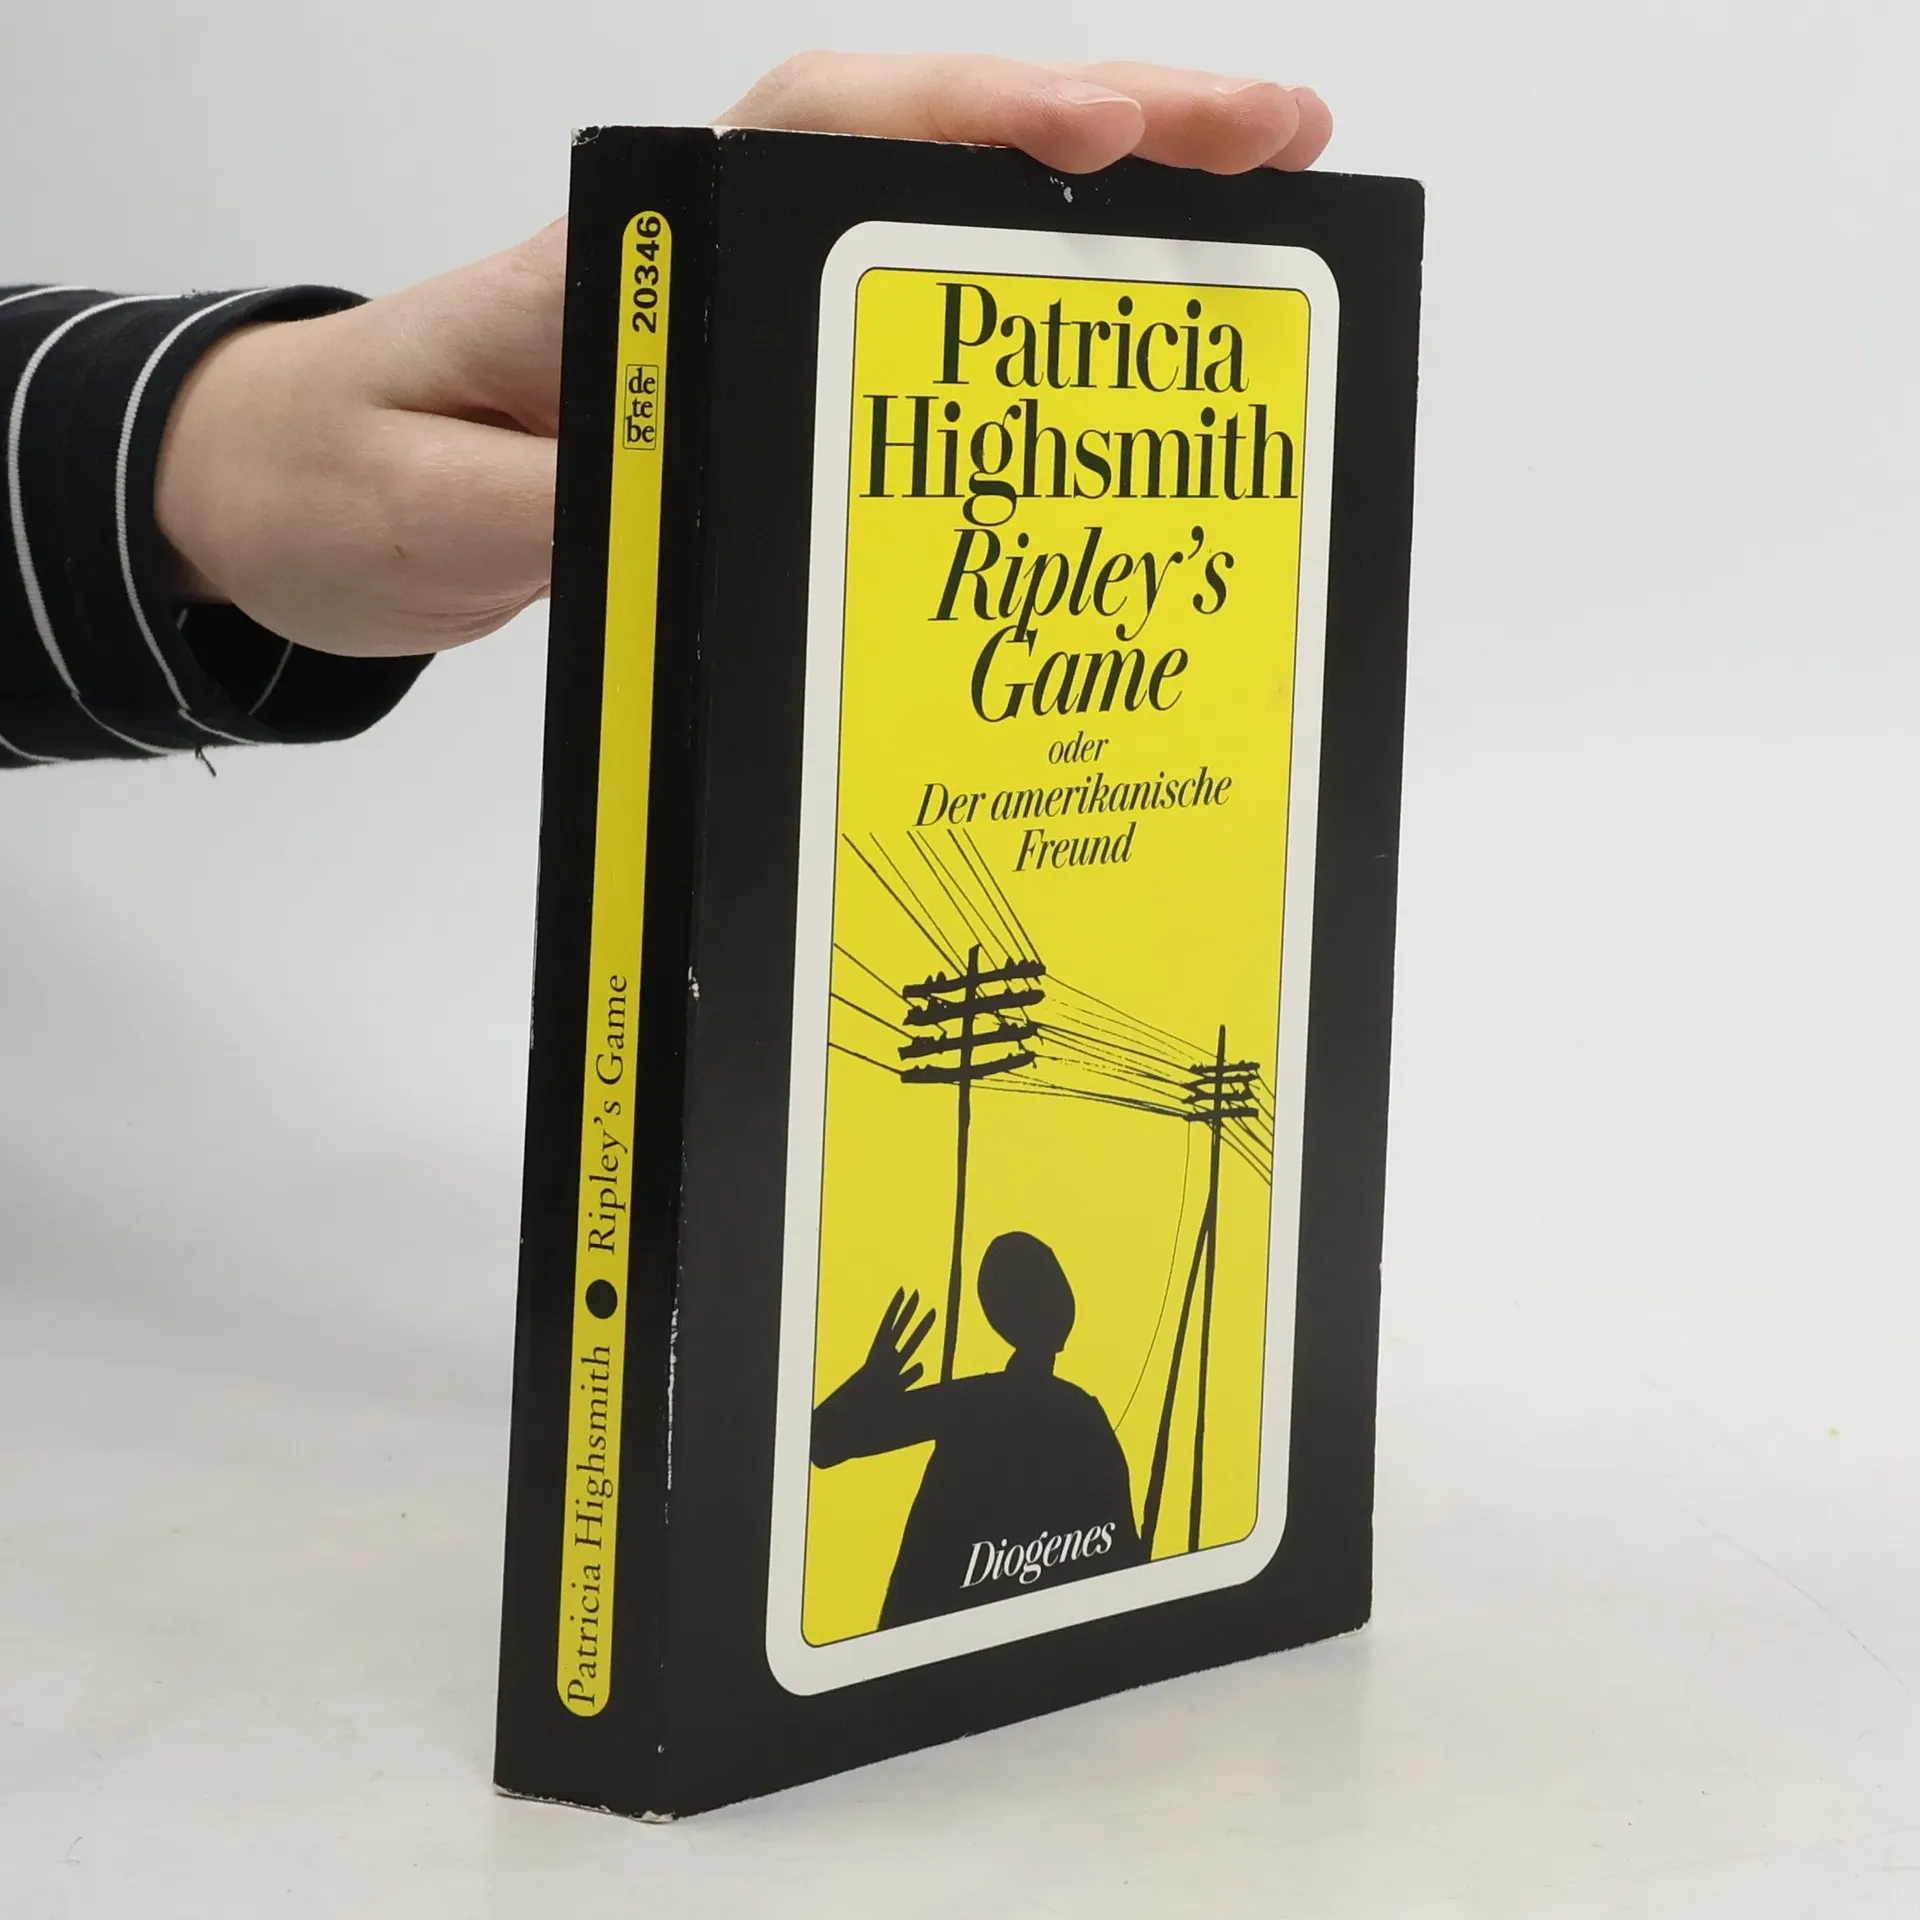 Patricia
Highsmith
Ripley's
Game
oder
Der amerikanische
Freund
Diogenes
Patricia Highsmith ● Ripley's Game
de
te
be
20346